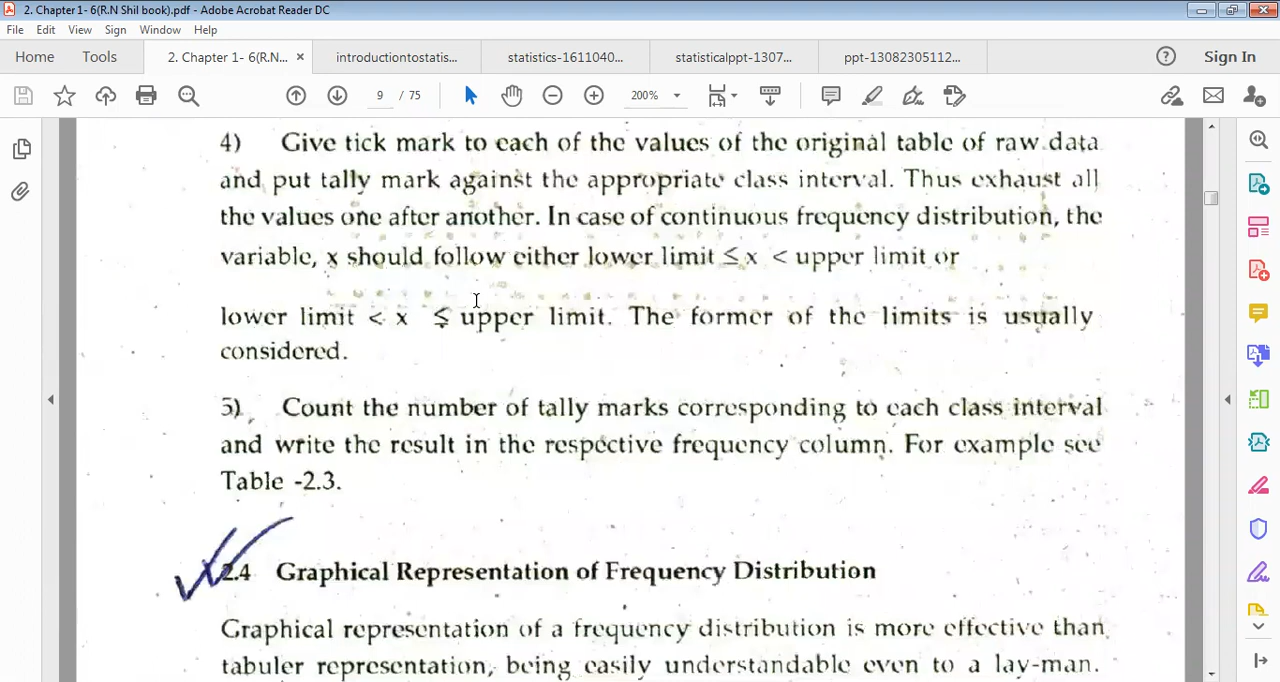 2. Chapter 1- 6(R.N Shil book).pdf - Adobe Acrobat Reader DC
File Edit View Sign Window Help
Home Tools 2. Chapter 1- 6(R.N... × introductiontostatis... statistics-1611040... statisticalppt-1307... ppt-13082305112... Sign In
9 / 75 200%
4) Give tick mark to each of the values of the original table of raw data
and put tally mark against the appropriate class interval. Thus exhaust all
the values one after another. In case of continuous frequency distribution, the
variable, x should follow either lower limit ≤ x < upper limit or
lower limit < x ≤ upper limit. The former of the limits is usually
considered.
5) Count the number of tally marks corresponding to each class interval
and write the result in the respective frequency column. For example see
Table -2.3.
2.4 Graphical Representation of Frequency Distribution
Graphical representation of a frequency distribution is more effective than
tabuler representation, being easily understandable even to a lay-man.